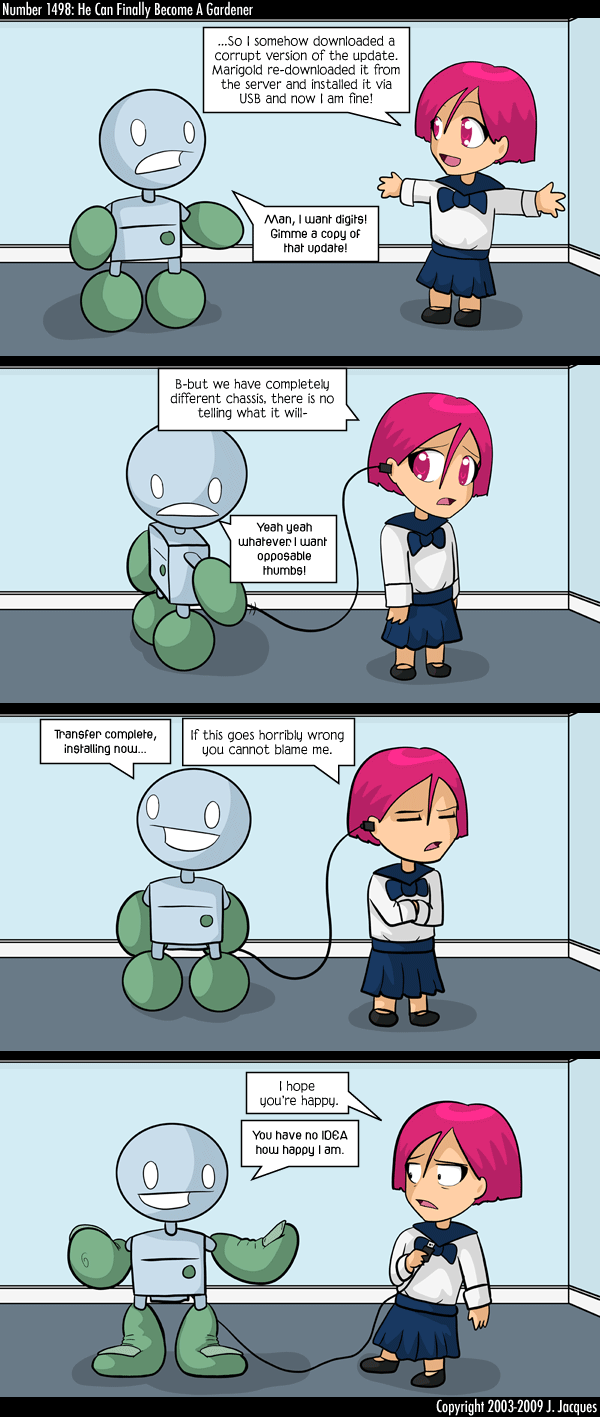 Number 1498: He Can Finally Become A Gardener
...So I somehow downloaded a
corrupt version of the update.
Marigold re-downloaded it from
the server and installed it via
USB and now I am fine!
Man, I want digits!
Gimme a copy of
that update!
B-but we have completely
different chassis, there is no
telling what it will-
Yeah yeah
whatever. I want
opposable
thumbs!
Transfer complete,
installing now...
If this goes horribly wrong
you cannot blame me.
I hope
you're happy.
You have no IDEA
how happy I am.
Copyright 2003-2009 J. Jacques